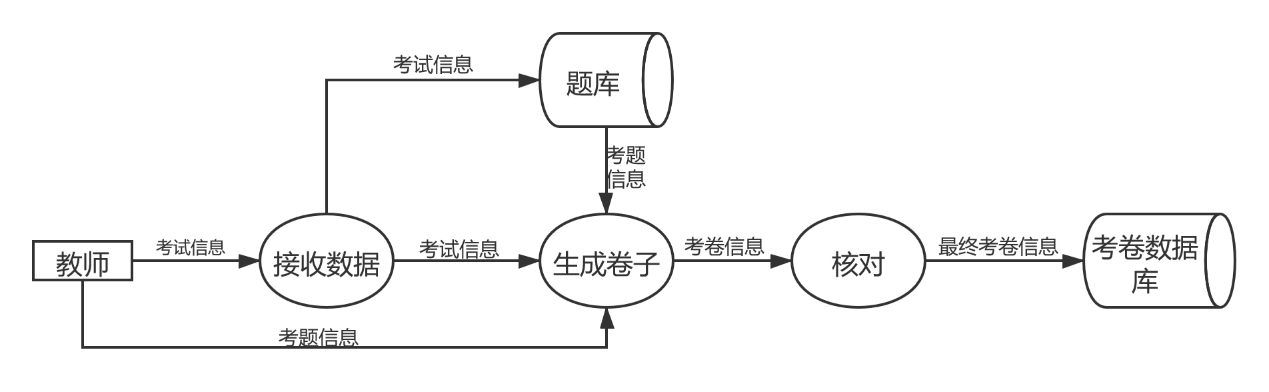 考试信息
题库
考题
信息
教师
考试信息
接收数据
考试信息
生成卷子
考卷信息
核对
最终考卷信息
考卷数据
库
考题信息